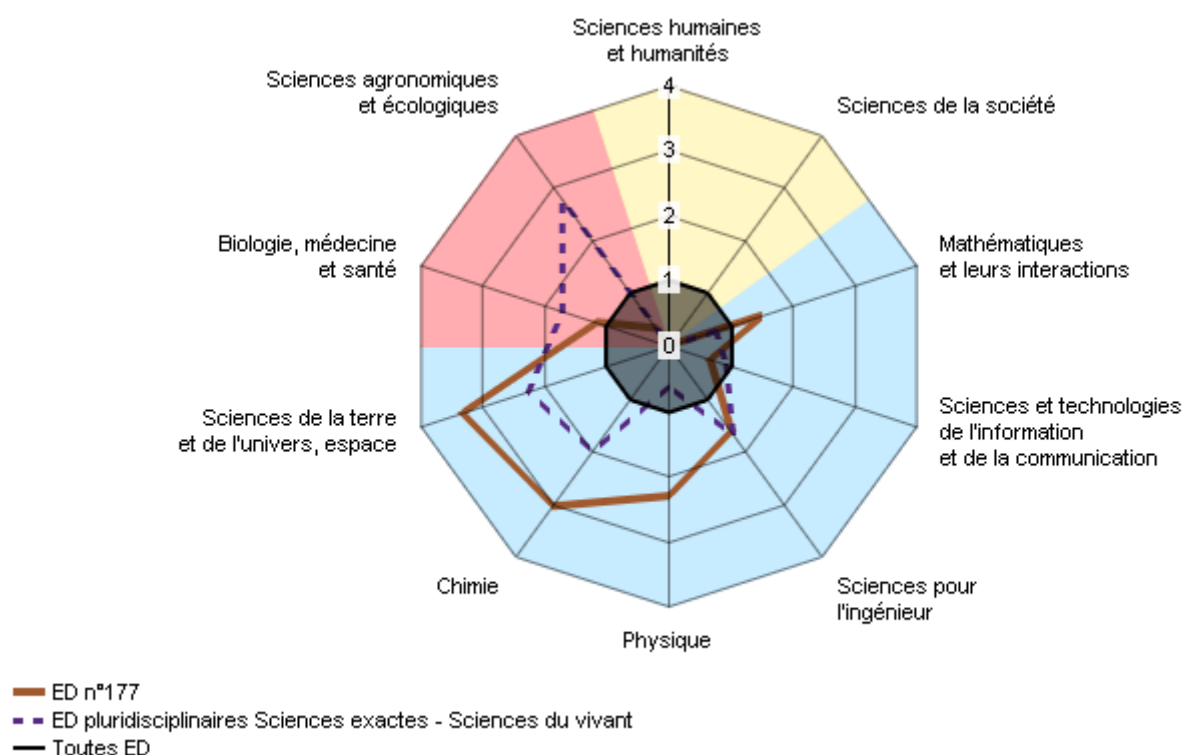 Sciences humaines
et humanités
Sciences agronomiques
et écologiques
Sciences de la société
4
3
2
1
0
Biologie, médecine
et santé
Mathématiques
et leurs interactions
Sciences de la terre
et de l'univers, espace
Sciences et technologies
de l'information
et de la communication
Chimie
Sciences pour
l'ingénieur
Physique
ED n°177
ED pluridisciplinaires Sciences exactes - Sciences du vivant
Toutes ED